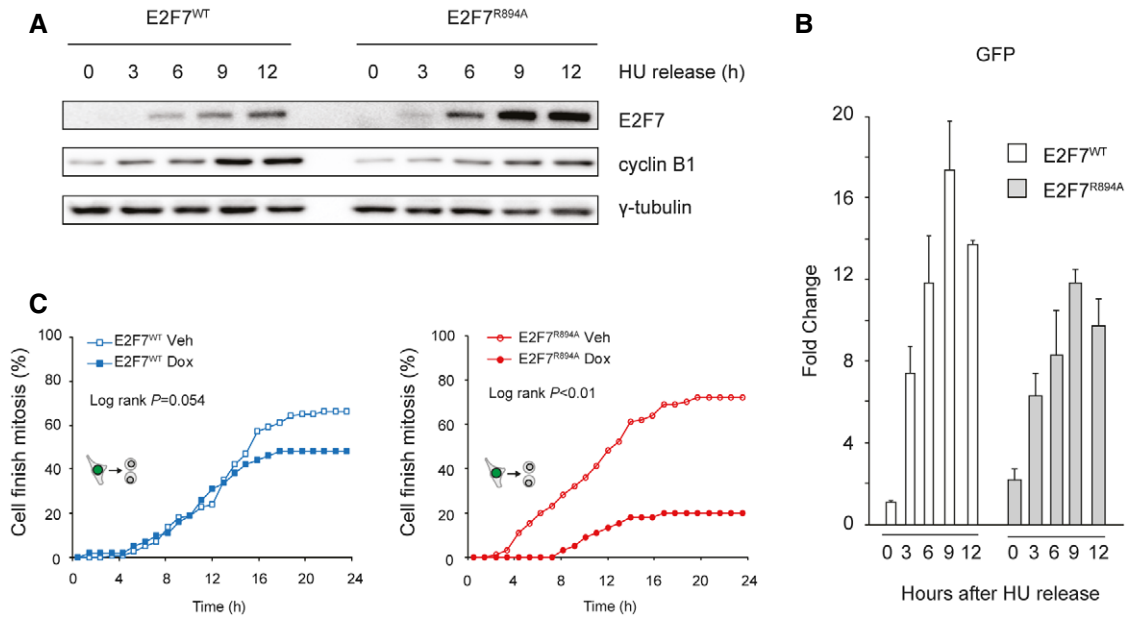 A
E2F7WT E2F7R894A
0 3 6 9 12 0 3 6 9 12 HU release (h)
E2F7
cyclin B1
γ-tubulin
B
GFP
20
16
12
8
4
0
Fold Change
E2F7WT
E2F7R894A
0 3 6 9 12 0 3 6 9 12
Hours after HU release
C
100
80
60
40
20
0
Cell finish mitosis (%)
E2F7WT Veh
E2F7WT Dox
Log rank P=0.054
0 4 8 12 16 20 24
Time (h)
100
80
60
40
20
0
Cell finish mitosis (%)
E2F7R894A Veh
E2F7R894A Dox
Log rank P<0.01
0 4 8 12 16 20 24
Time (h)